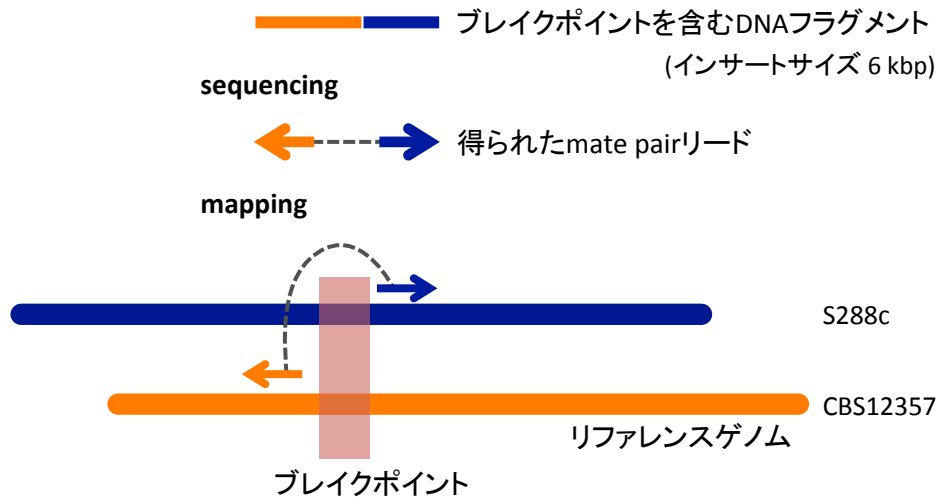 ブレイクポイントを含むDNAフラグメント
(インサートサイズ 6 kbp)
sequencing
得られたmate pairリード
mapping
S288c
CBS12357
リファレンスゲノム
ブレイクポイント